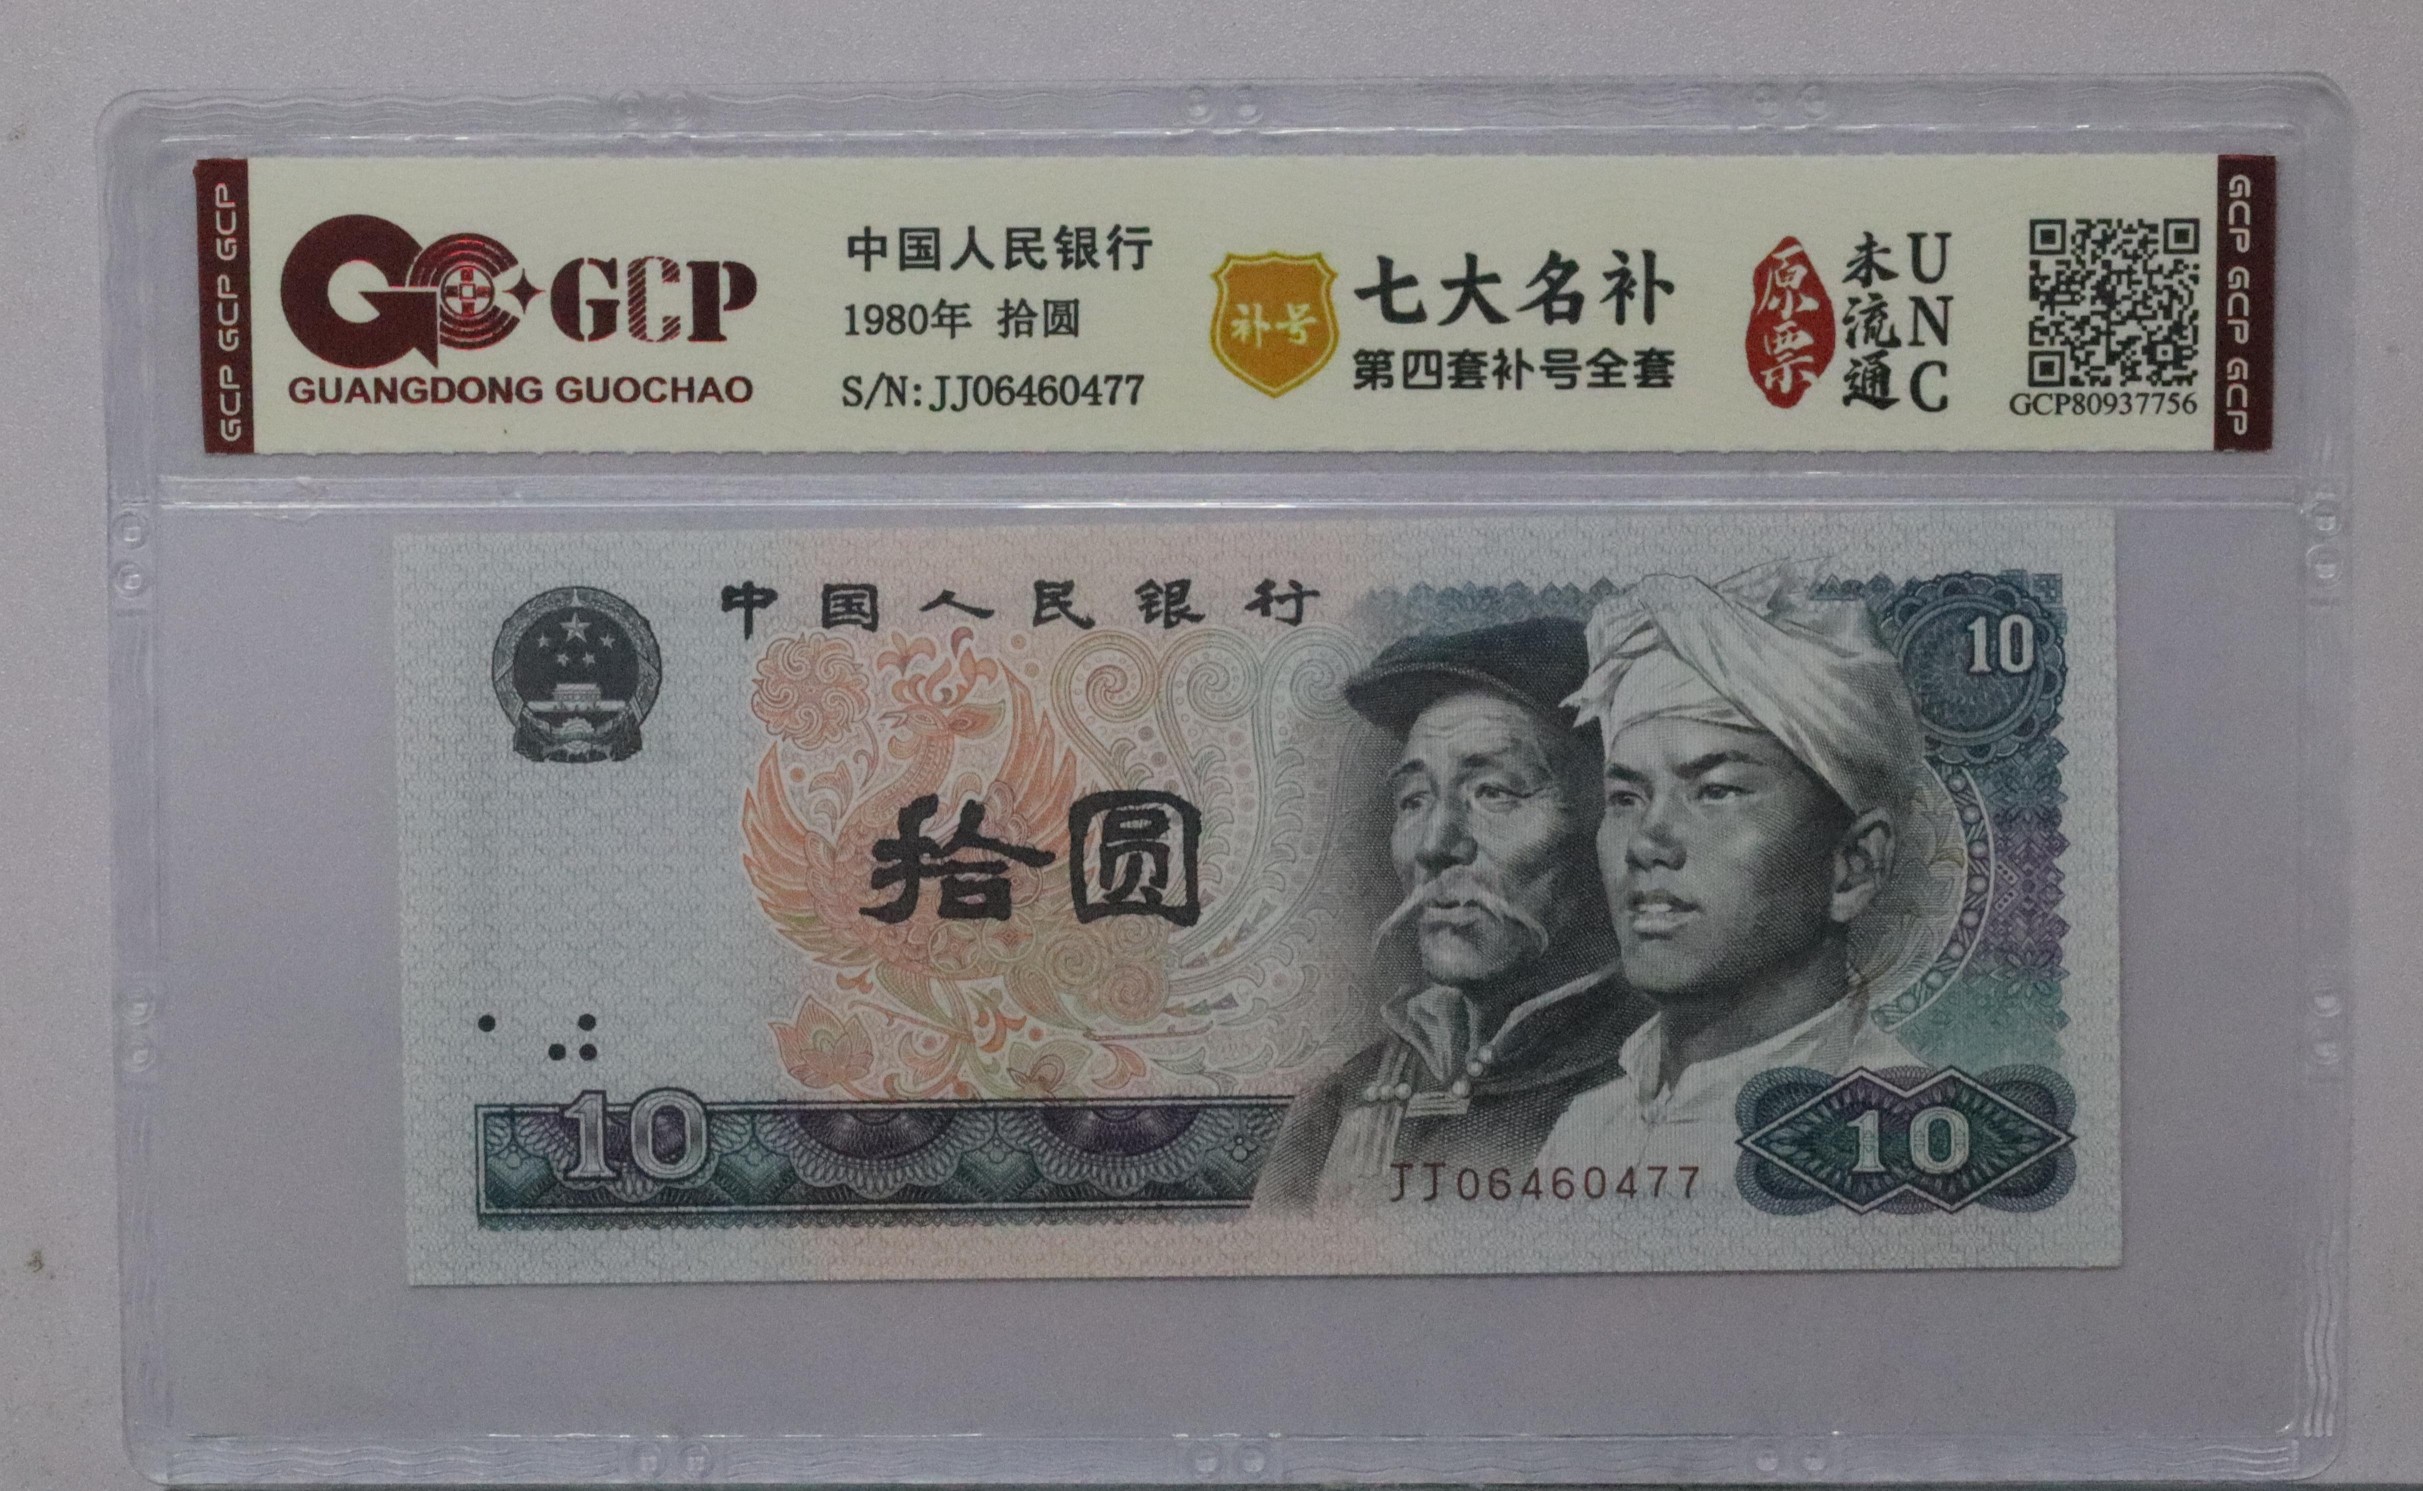 GCP GCP GCP
GCP
GUANGDONG GUOCHAO
中国人民银行
1980年 拾圆
S/N: JJ06460477
补号
七大名补
第四套补号全套
原票
未流通
UNC
GCP80937756
GCP GCP GCP
中国人民银行
10
拾圆
10
JJ06460477
10